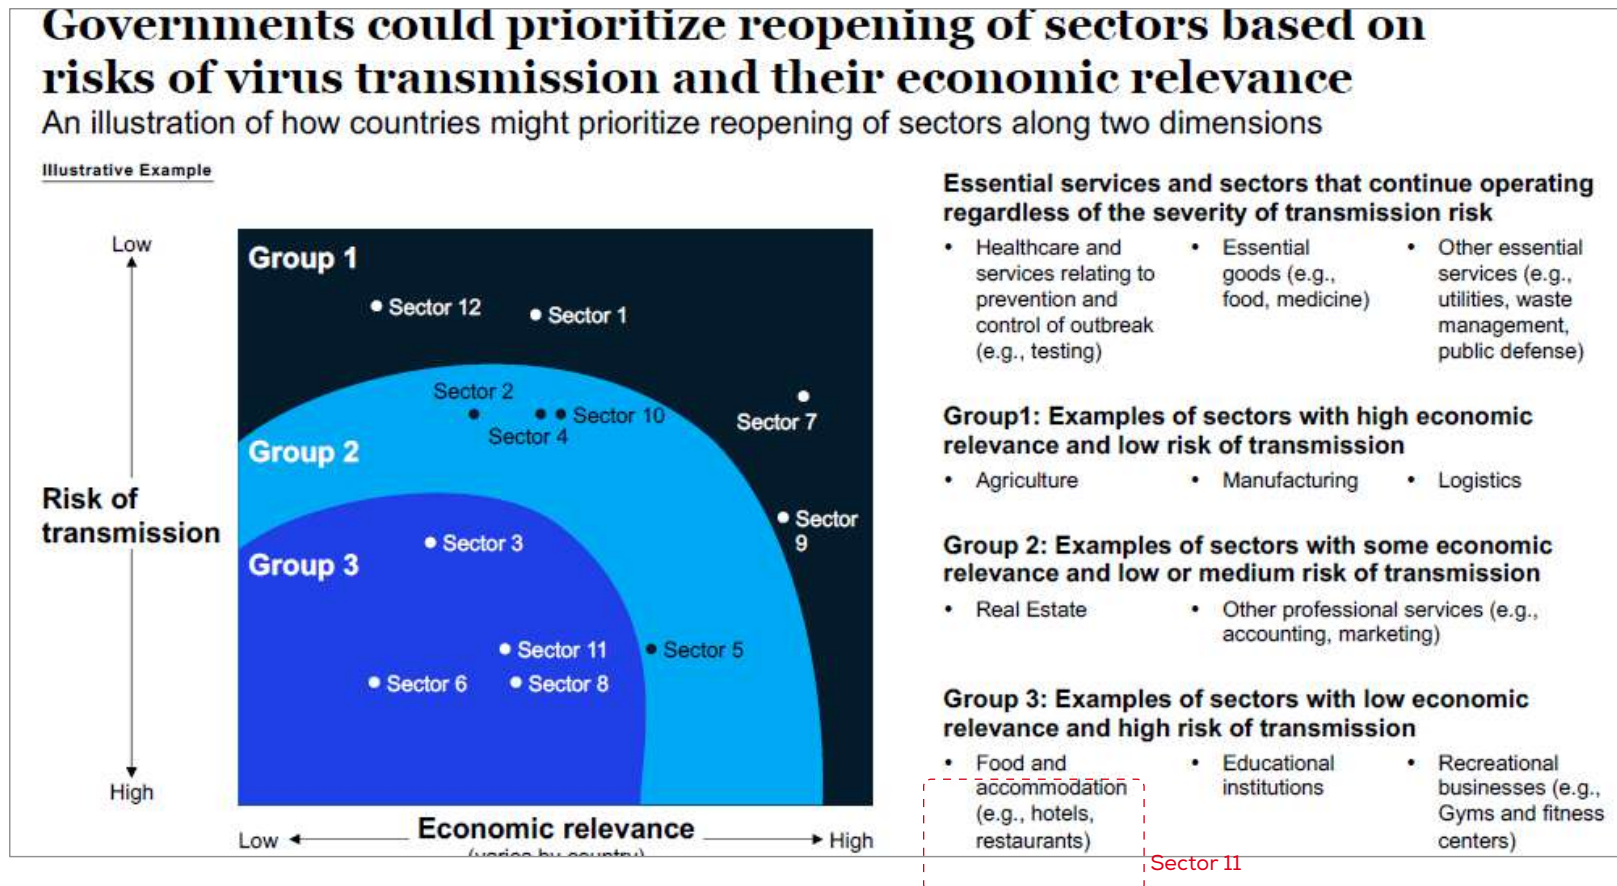 Governments could prioritize reopening of sectors based on
risks of virus transmission and their economic relevance
An illustration of how countries might prioritize reopening of sectors along two dimensions
Illustrative Example
Low
Risk of
transmission
High
Group 1
Sector 12
Sector 1
Sector 2
Sector 10
Sector 4
Sector 7
Group 2
Sector
9
Sector 3
Group 3
Sector 11
Sector 5
Sector 6
Sector 8
Low
Economic relevance
High
(varies by country)
Essential services and sectors that continue operating
regardless of the severity of transmission risk
• Healthcare and
services relating to
prevention and
control of outbreak
(e.g., testing)
• Essential
goods (e.g.,
food, medicine)
• Other essential
services (e.g.,
utilities, waste
management,
public defense)
Group1: Examples of sectors with high economic
relevance and low risk of transmission
• Agriculture
• Manufacturing
• Logistics
Group 2: Examples of sectors with some economic
relevance and low or medium risk of transmission
• Real Estate
• Other professional services (e.g.,
accounting, marketing)
Group 3: Examples of sectors with low economic
relevance and high risk of transmission
• Food and
accommodation
(e.g., hotels,
restaurants)
• Educational
institutions
• Recreational
businesses (e.g.,
Gyms and fitness
centers)
Sector 11